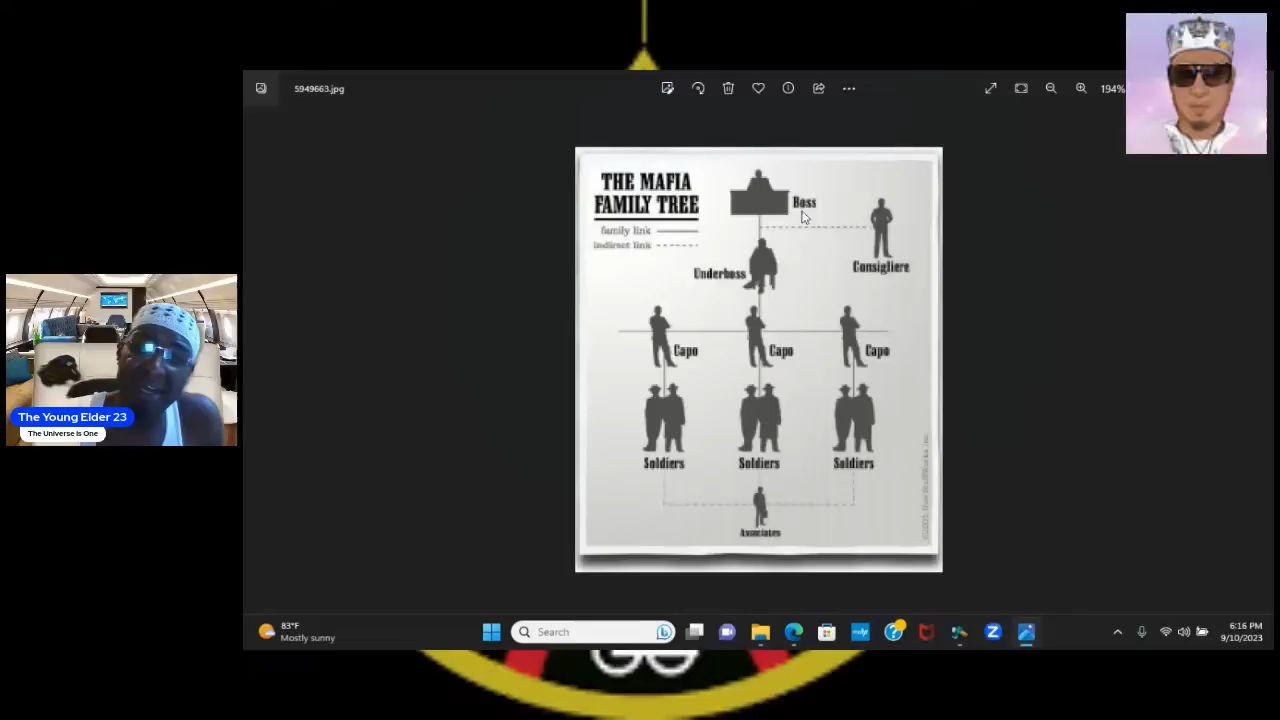 5949663.jpg
194%
THE MAFIA
FAMILY TREE
family link
indirect link
Boss
Consigliere
Underboss
Capo
Capo
Capo
Soldiers
Soldiers
Soldiers
Associates
The Young Elder 23
The Universe is One
83°F
Mostly sunny
Search
6:16 PM
9/10/2023